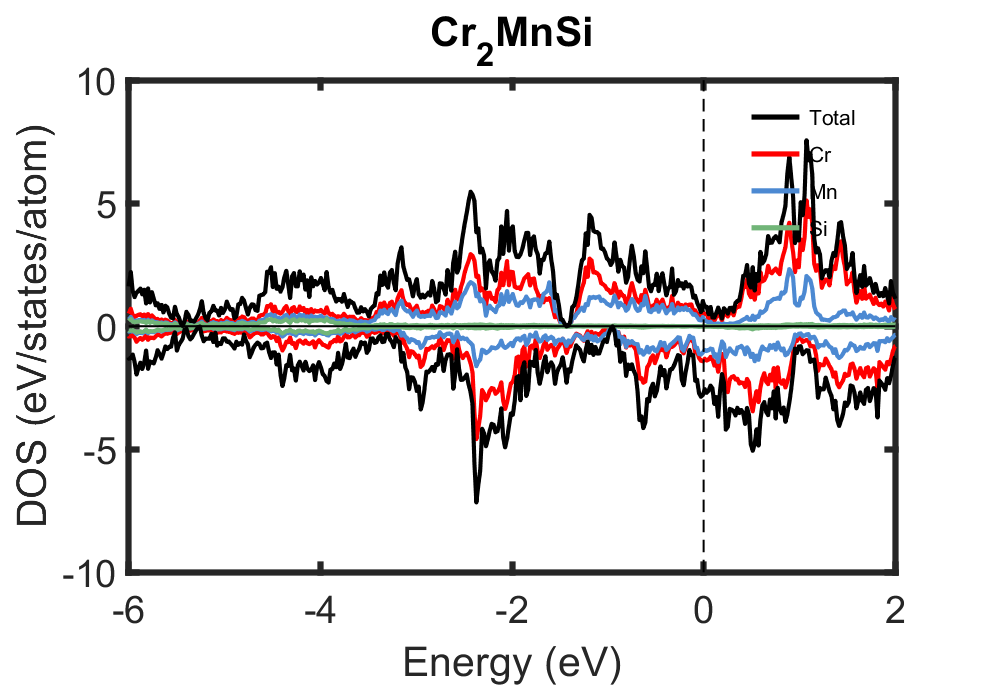 Cr₂MnSi
10
5
0
-5
-10
DOS (eV/states/atom)
-6
-4
-2
0
2
Energy (eV)
Total
Cr
Mn
Si